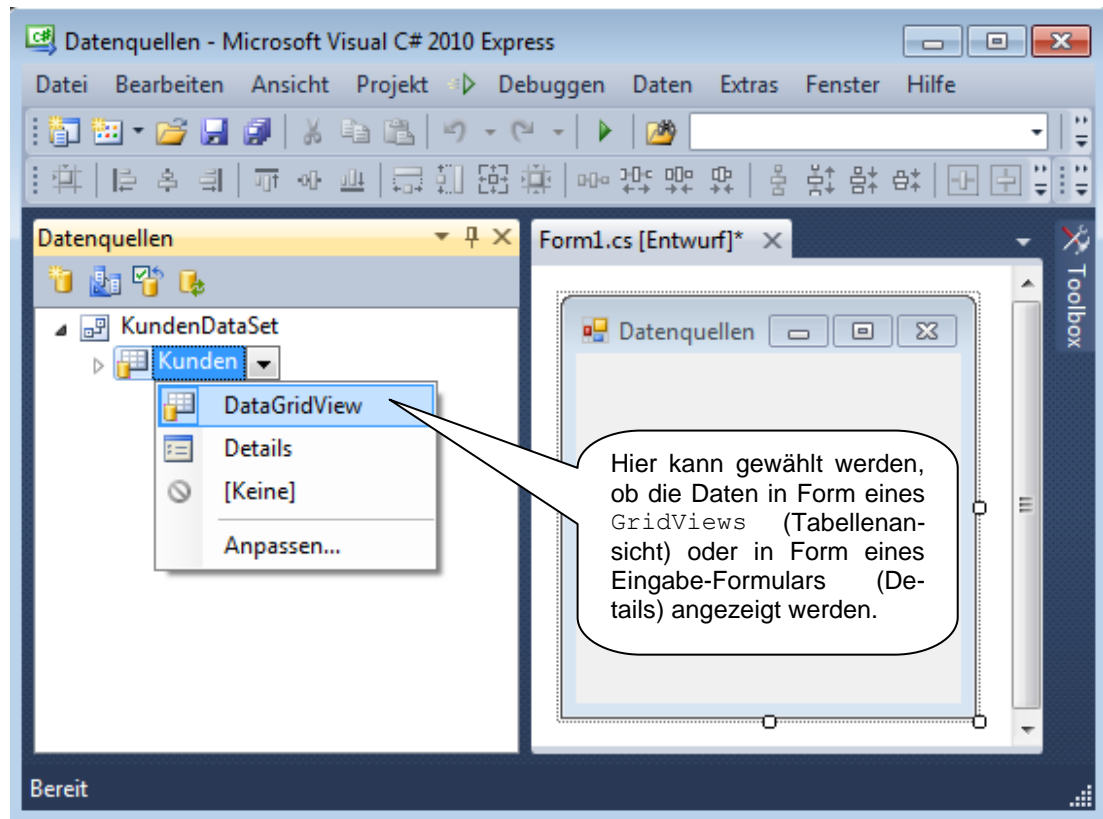 Datenquellen - Microsoft Visual C# 2010 Express
Datei Bearbeiten Ansicht Projekt Debuggen Daten Extras Fenster Hilfe
Datenquellen
Form1.cs [Entwurf]*
Toolbox
KundenDataSet
Kunden
DataGridView
Details
[Keine]
Anpassen...
Datenquellen
Hier kann gewählt werden,
ob die Daten in Form eines
GridViews (Tabellenan-
sicht) oder in Form eines
Eingabe-Formulars (De-
tails) angezeigt werden.
Bereit